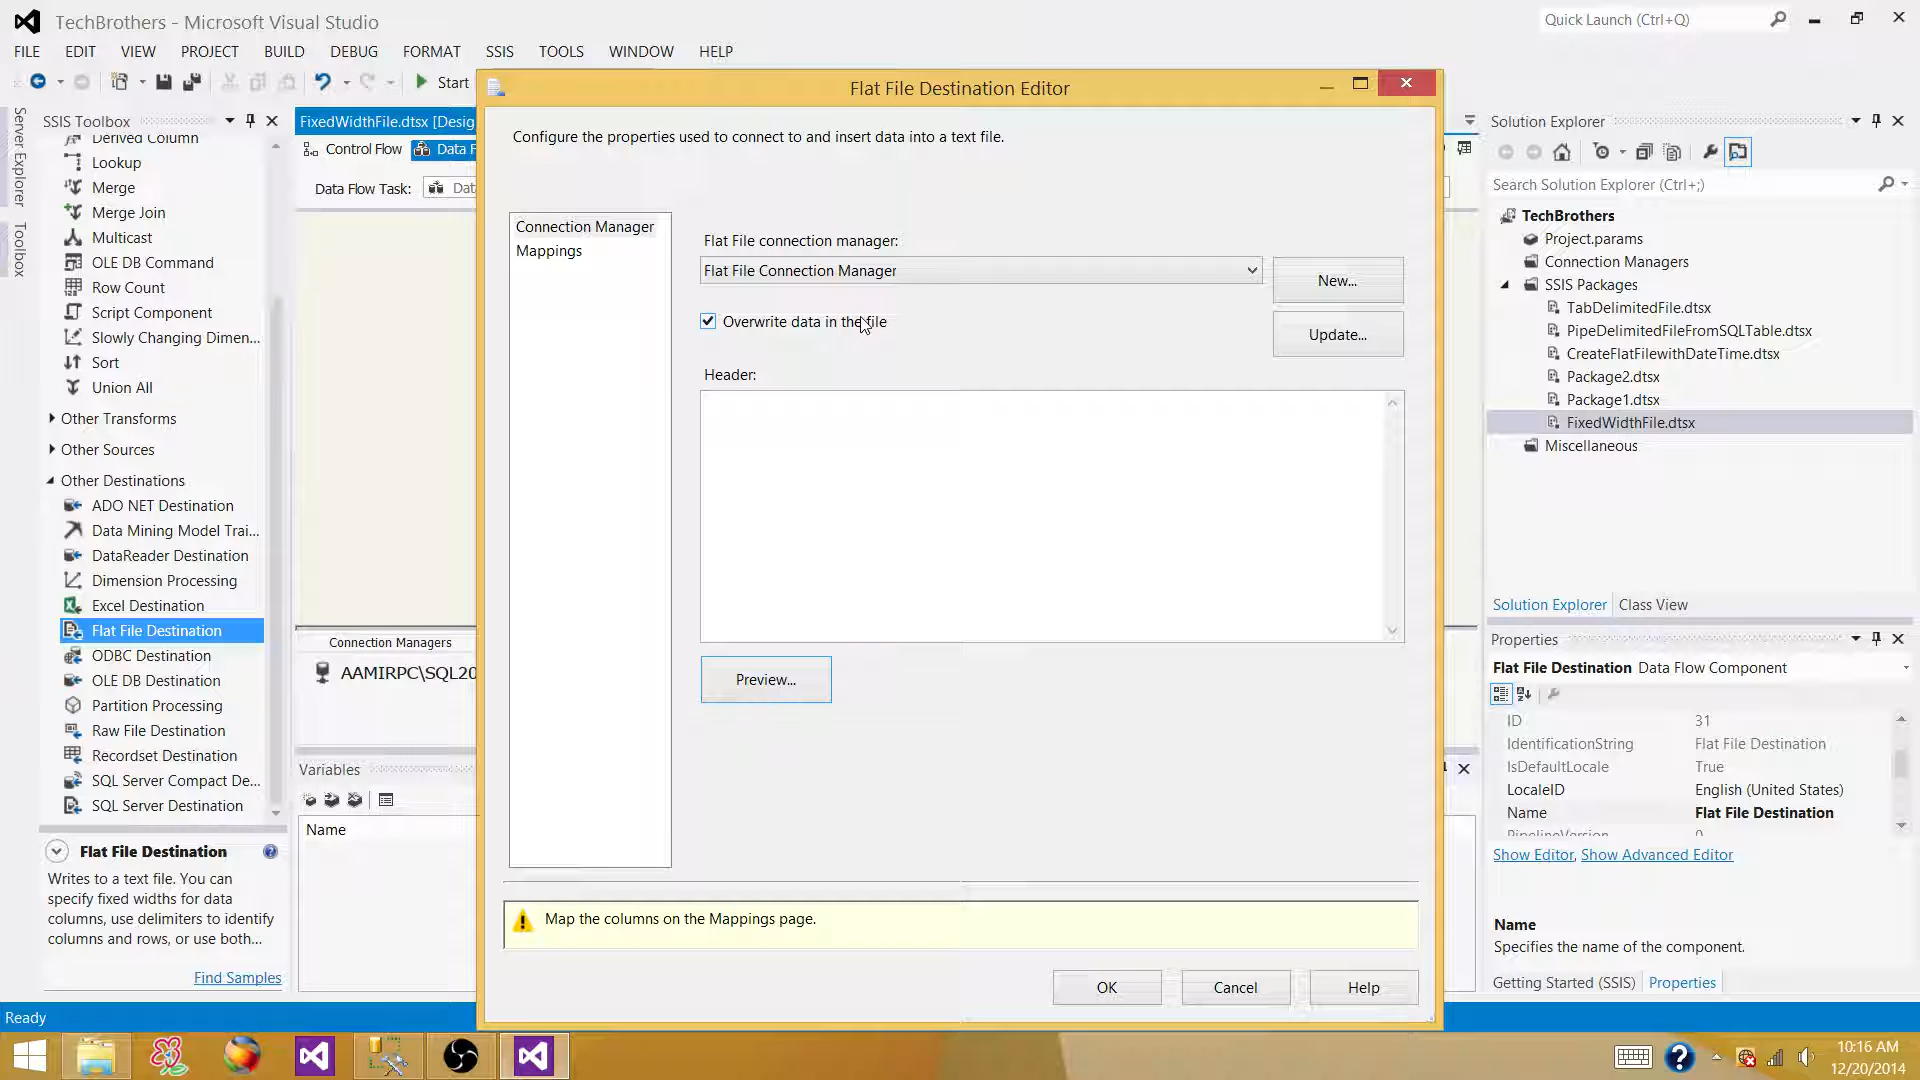 TechBrothers - Microsoft Visual Studio
Quick Launch (Ctrl+Q)
FILE EDIT VIEW PROJECT BUILD DEBUG FORMAT SSIS TOOLS WINDOW HELP
Start
Server Explorer
Toolbox
SSIS Toolbox
Derived Column
Lookup
Merge
Merge Join
Multicast
OLE DB Command
Row Count
Script Component
Slowly Changing Dimen...
Sort
Union All
Other Transforms
Other Sources
Other Destinations
ADO NET Destination
Data Mining Model Trai...
DataReader Destination
Dimension Processing
Excel Destination
Flat File Destination
ODBC Destination
OLE DB Destination
Partition Processing
Raw File Destination
Recordset Destination
SQL Server Compact De...
SQL Server Destination
Flat File Destination
Writes to a text file. You can
specify fixed widths for data
columns, use delimiters to identify
columns and rows, or use both...
Find Samples
FixedWidthFile.dtsx [Desig
Control Flow
Data F
Data Flow Task:
Dat
Connection Managers
AAMIRPC\SQL20
Variables
Name
Flat File Destination Editor
Configure the properties used to connect to and insert data into a text file.
Connection Manager
Mappings
Flat File connection manager:
Flat File Connection Manager
New...
Overwrite data in the file
Update...
Header:
Preview...
Map the columns on the Mappings page.
OK
Cancel
Help
Solution Explorer
Search Solution Explorer (Ctrl+;)
TechBrothers
Project.params
Connection Managers
SSIS Packages
TabDelimitedFile.dtsx
PipeDelimitedFileFromSQLTable.dtsx
CreateFlatFilewithDateTime.dtsx
Package2.dtsx
Package1.dtsx
FixedWidthFile.dtsx
Miscellaneous
Solution Explorer Class View
Properties
Flat File Destination Data Flow Component
ID 31
IdentificationString Flat File Destination
IsDefaultLocale True
LocaleID English (United States)
Name Flat File Destination
PipelineVersion 0
Show Editor, Show Advanced Editor
Name
Specifies the name of the component.
Getting Started (SSIS) Properties
Ready
10:16 AM
12/20/2014